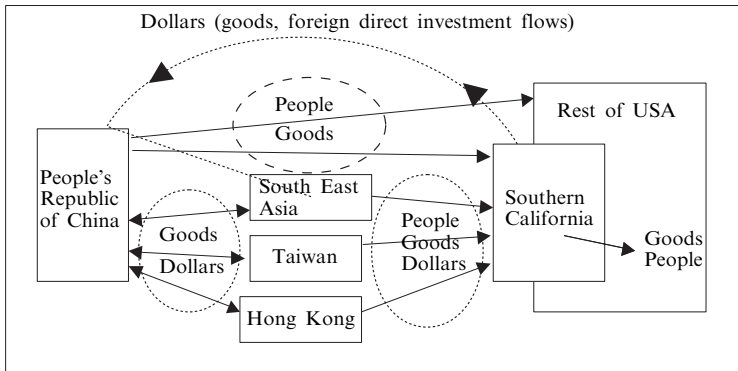 Dollars (goods, foreign direct investment flows)
People
Goods
Rest of USA
People's
Republic
of China
South East
Asia
Southern
California
Goods
Dollars
Taiwan
People
Goods
Dollars
Goods
People
Hong Kong